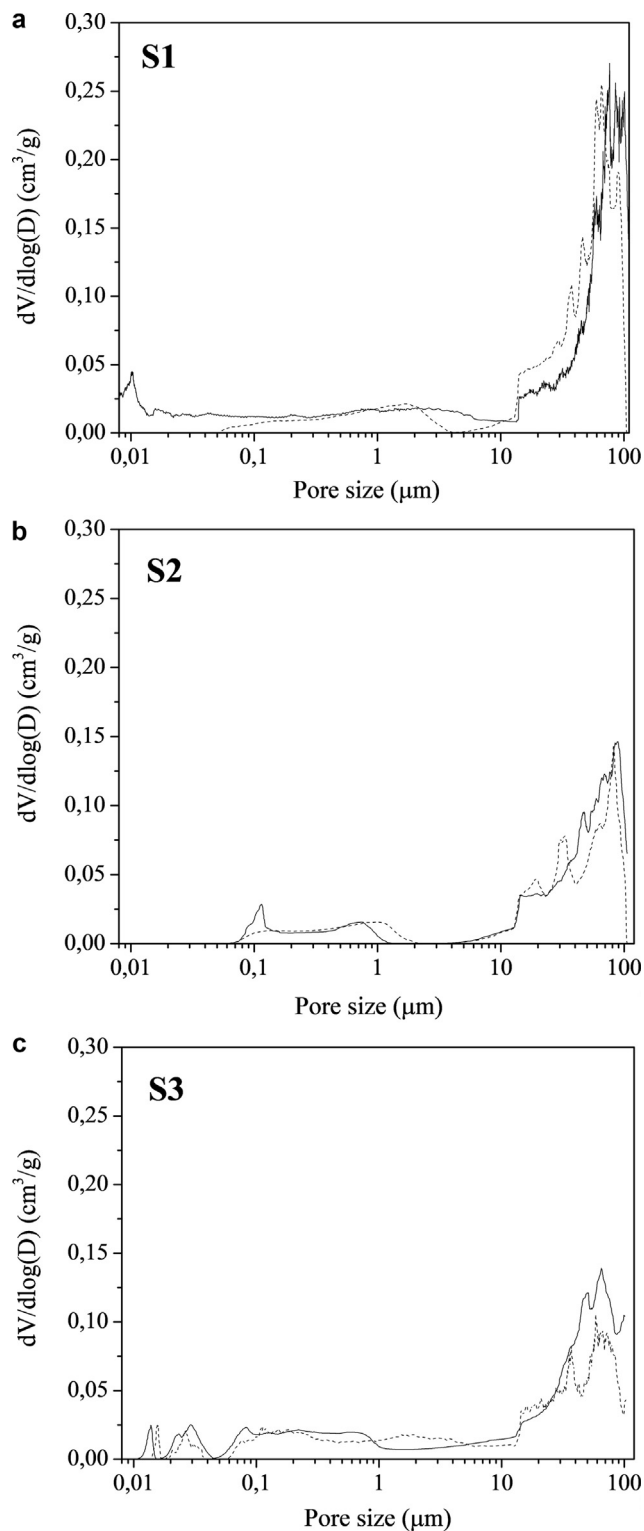 a
S1
0,30
0,25
0,20
0,15
0,10
0,05
0,00
dV/dlog(D) (cm³/g)
0,01 0,1 1 10 100
Pore size (μm)
b
S2
0,30
0,25
0,20
0,15
0,10
0,05
0,00
dV/dlog(D) (cm³/g)
0,01 0,1 1 10 100
Pore size (μm)
c
S3
0,30
0,25
0,20
0,15
0,10
0,05
0,00
dV/dlog(D) (cm³/g)
0,01 0,1 1 10 100
Pore size (μm)